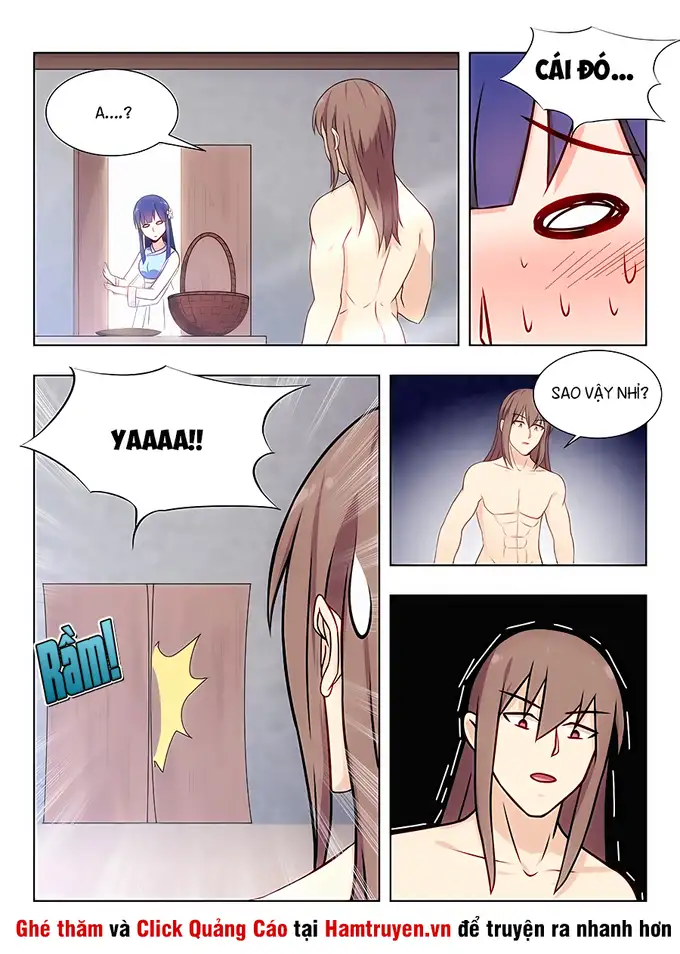 A....?
CÁI ĐÓ...
YAAAA!!
SAO VẬY NHỈ?
Rầm!
Ghé thăm và Click Quảng Cáo tại Hamtruyen.vn để truyện ra nhanh hơn